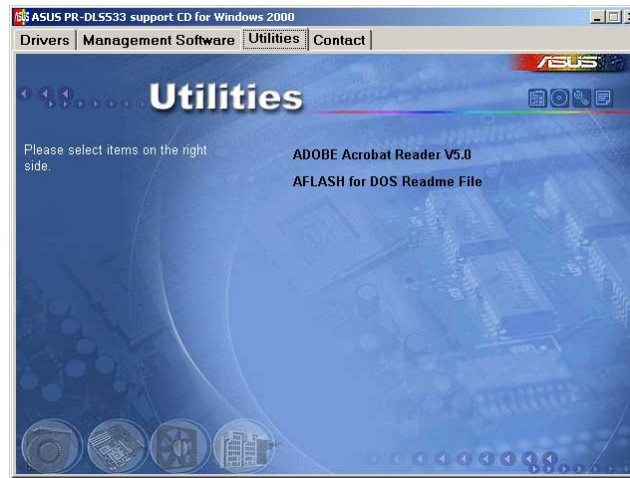 ASUS PR-DLS533 support CD for Windows 2000
Drivers Management Software Utilities Contact
ASUS
Utilities
Please select items on the right
side.
ADOBE Acrobat Reader V5.0
AFLASH for DOS Readme File